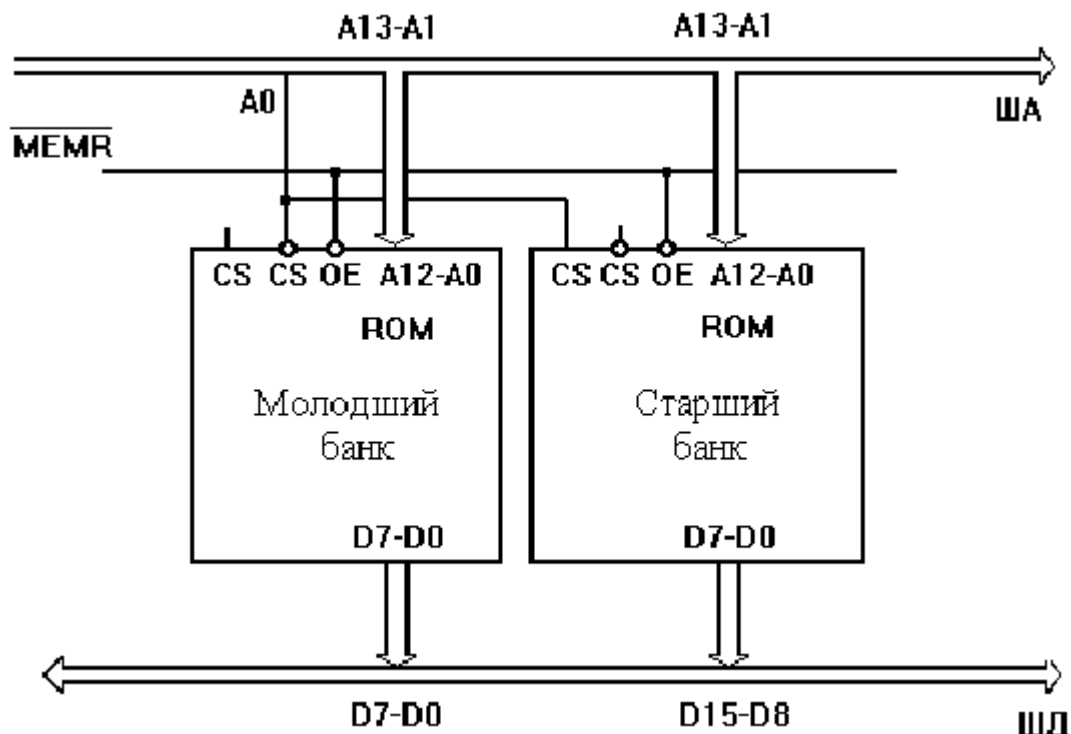 A13-A1 A13-A1
A0
ША
MEMR
CS CS OE A12-A0 CS CS OE A12-A0
ROM ROM
Молодший Старший
банк банк
D7-D0 D7-D0
D7-D0 D15-D8
ШД